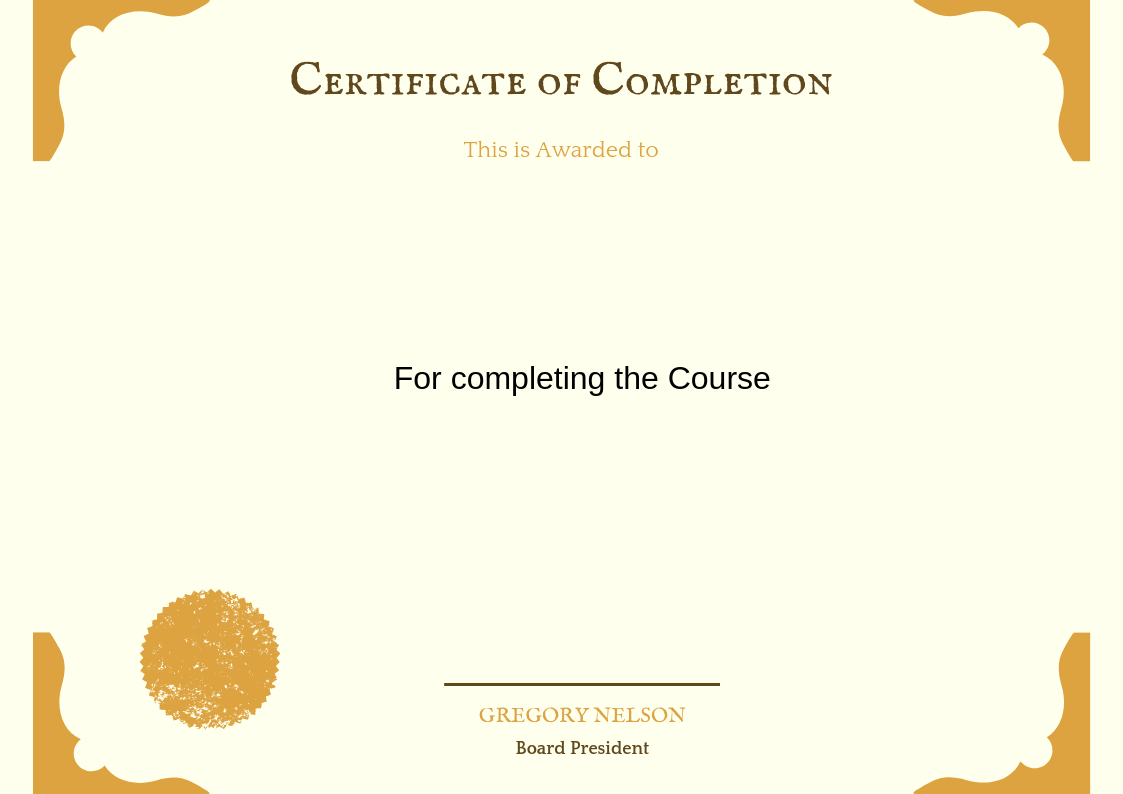 Certificate of Completion
This is Awarded to
For completing the Course
GREGORY NELSON
Board President